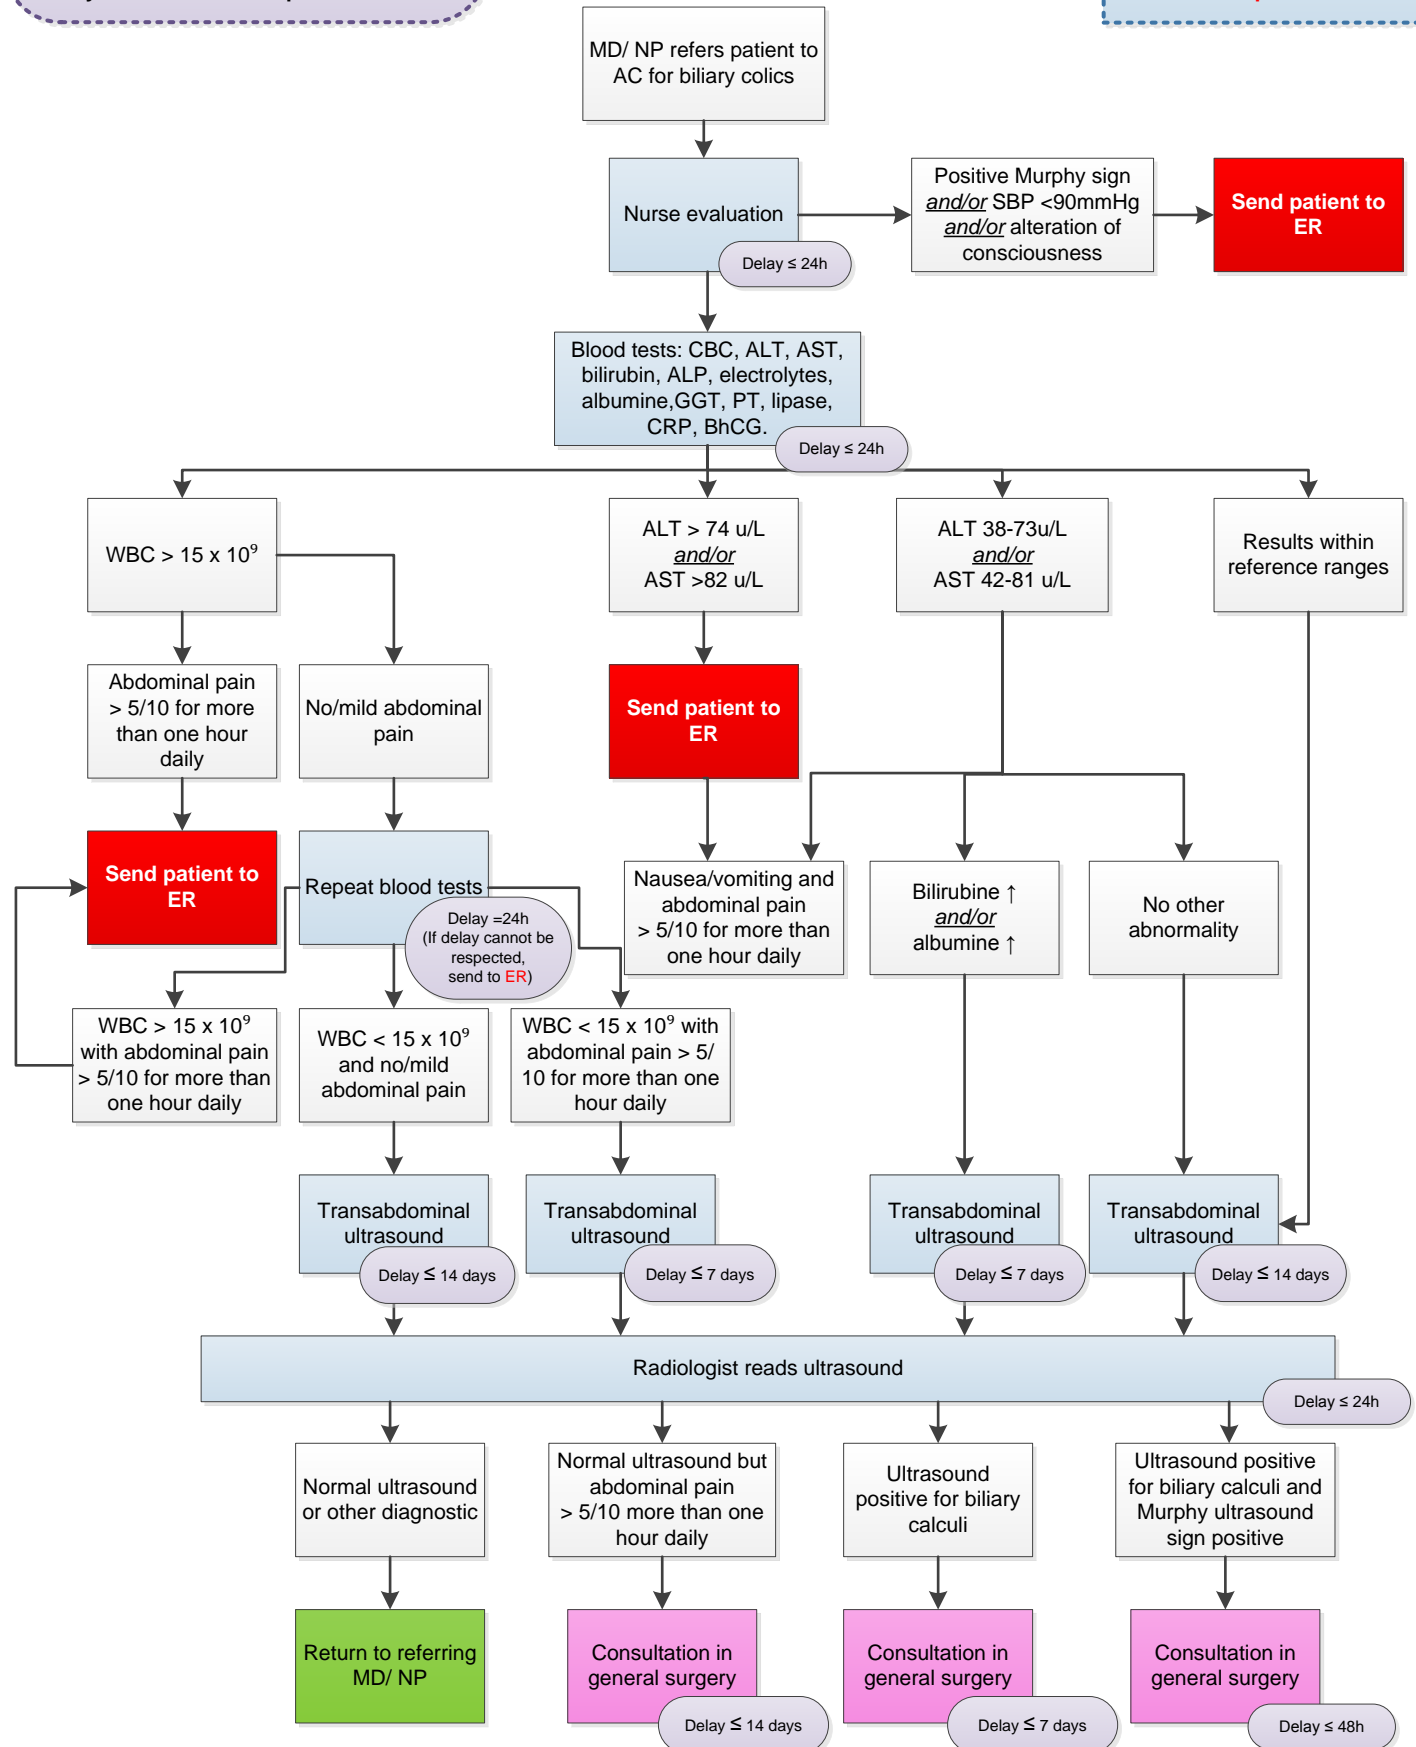 MD/ NP refers patient to
AC for biliary colics
Nurse evaluation
Delay ≤ 24h
Positive Murphy sign
and/or SBP <90mmHg
and/or alteration of
consciousness
Send patient to
ER
Blood tests: CBC, ALT, AST,
bilirubin, ALP, electrolytes,
albumine,GGT, PT, lipase,
CRP, BhCG.
Delay ≤ 24h
WBC > 15 x 10⁹
ALT > 74 u/L
and/or
AST >82 u/L
ALT 38-73u/L
and/or
AST 42-81 u/L
Results within
reference ranges
Abdominal pain
> 5/10 for more
than one hour
daily
No/mild abdominal
pain
Send patient to
ER
Send patient to
ER
Repeat blood tests
Delay =24h
(If delay cannot be
respected,
send to ER)
Nausea/vomiting and
abdominal pain
> 5/10 for more than
one hour daily
Bilirubine ↑
and/or
albumine ↑
No other
abnormality
WBC > 15 x 10⁹
with abdominal pain
> 5/10 for more than
one hour daily
WBC < 15 x 10⁹
and no/mild
abdominal pain
WBC < 15 x 10⁹ with
abdominal pain > 5/
10 for more than one
hour daily
Transabdominal
ultrasound
Delay ≤ 14 days
Transabdominal
ultrasound
Delay ≤ 7 days
Transabdominal
ultrasound
Delay ≤ 7 days
Transabdominal
ultrasound
Delay ≤ 14 days
Radiologist reads ultrasound
Delay ≤ 24h
Normal ultrasound
or other diagnostic
Normal ultrasound but
abdominal pain
> 5/10 more than one
hour daily
Ultrasound
positive for biliary
calculi
Ultrasound positive
for biliary calculi and
Murphy ultrasound
sign positive
Return to referring
MD/ NP
Consultation in
general surgery
Delay ≤ 14 days
Consultation in
general surgery
Delay ≤ 7 days
Consultation in
general surgery
Delay ≤ 48h